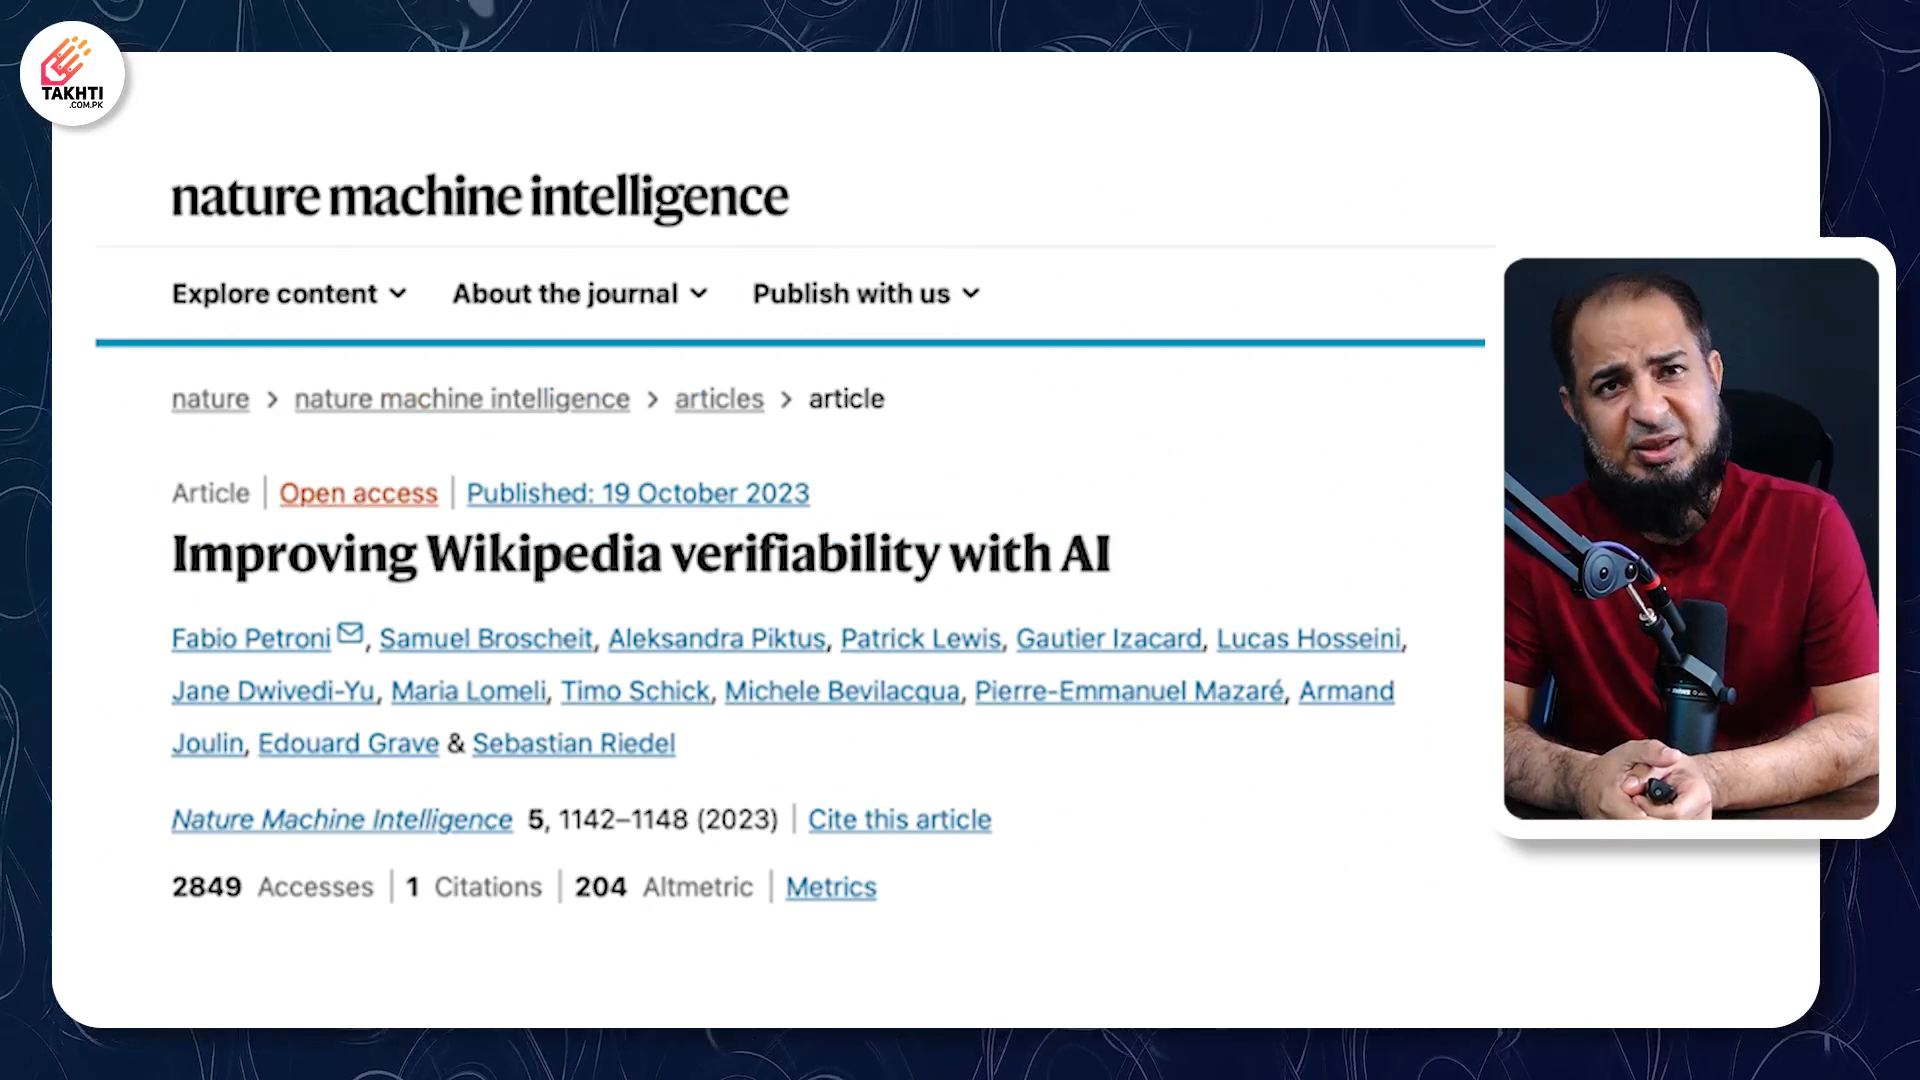 TAKHTI
.COM.PK
nature machine intelligence
Explore content About the journal Publish with us
nature > nature machine intelligence > articles > article
Article | Open access | Published: 19 October 2023
Improving Wikipedia verifiability with AI
Fabio Petroni, Samuel Broscheit, Aleksandra Piktus, Patrick Lewis, Gautier Izacard, Lucas Hosseini,
Jane Dwivedi-Yu, Maria Lomeli, Timo Schick, Michele Bevilacqua, Pierre-Emmanuel Mazaré, Armand
Joulin, Edouard Grave & Sebastian Riedel
Nature Machine Intelligence 5, 1142–1148 (2023) | Cite this article
2849 Accesses | 1 Citations | 204 Altmetric | Metrics